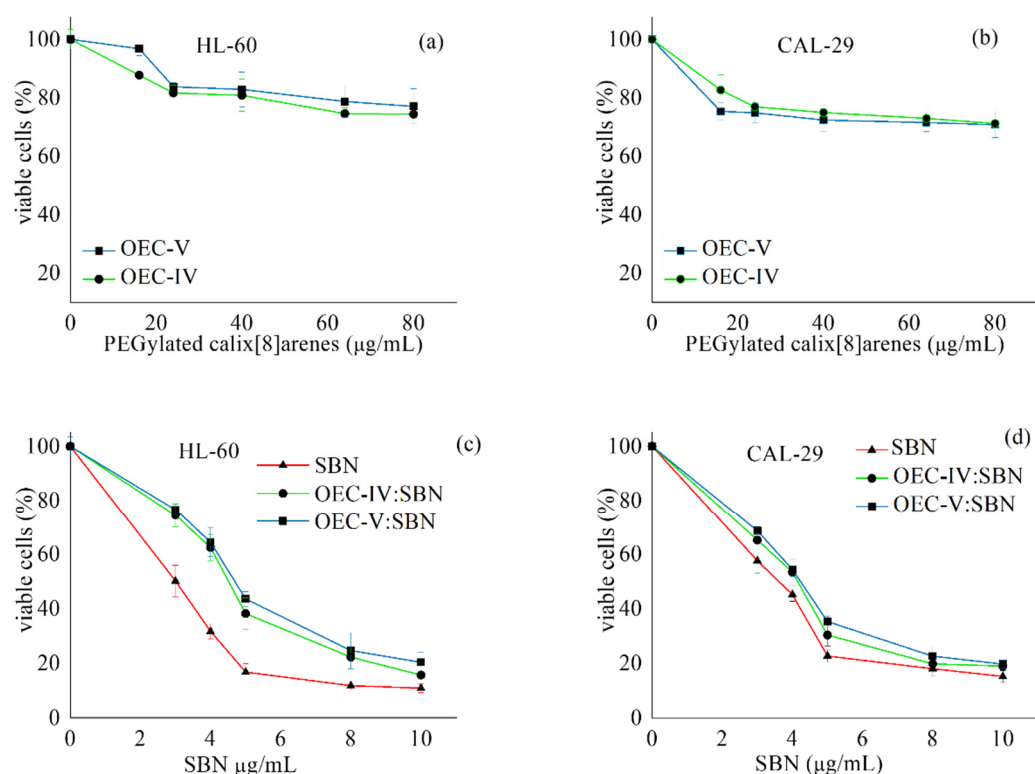 HL-60
(a)
viable cells (%)
100
80
60
40
20
OEC-V
OEC-IV
0 20 40 60 80
PEGylated calix[8]arenes (μg/mL)
CAL-29
(b)
viable cells (%)
100
80
60
40
20
OEC-V
OEC-IV
0 20 40 60 80
PEGylated calix[8]arenes (μg/mL)
HL-60
(c)
viable cells (%)
100
80
60
40
20
0
SBN
OEC-IV:SBN
OEC-V:SBN
0 2 4 6 8 10
SBN μg/mL
CAL-29
(d)
viable cells (%)
100
80
60
40
20
0
SBN
OEC-IV:SBN
OEC-V:SBN
0 2 4 6 8 10
SBN (μg/mL)